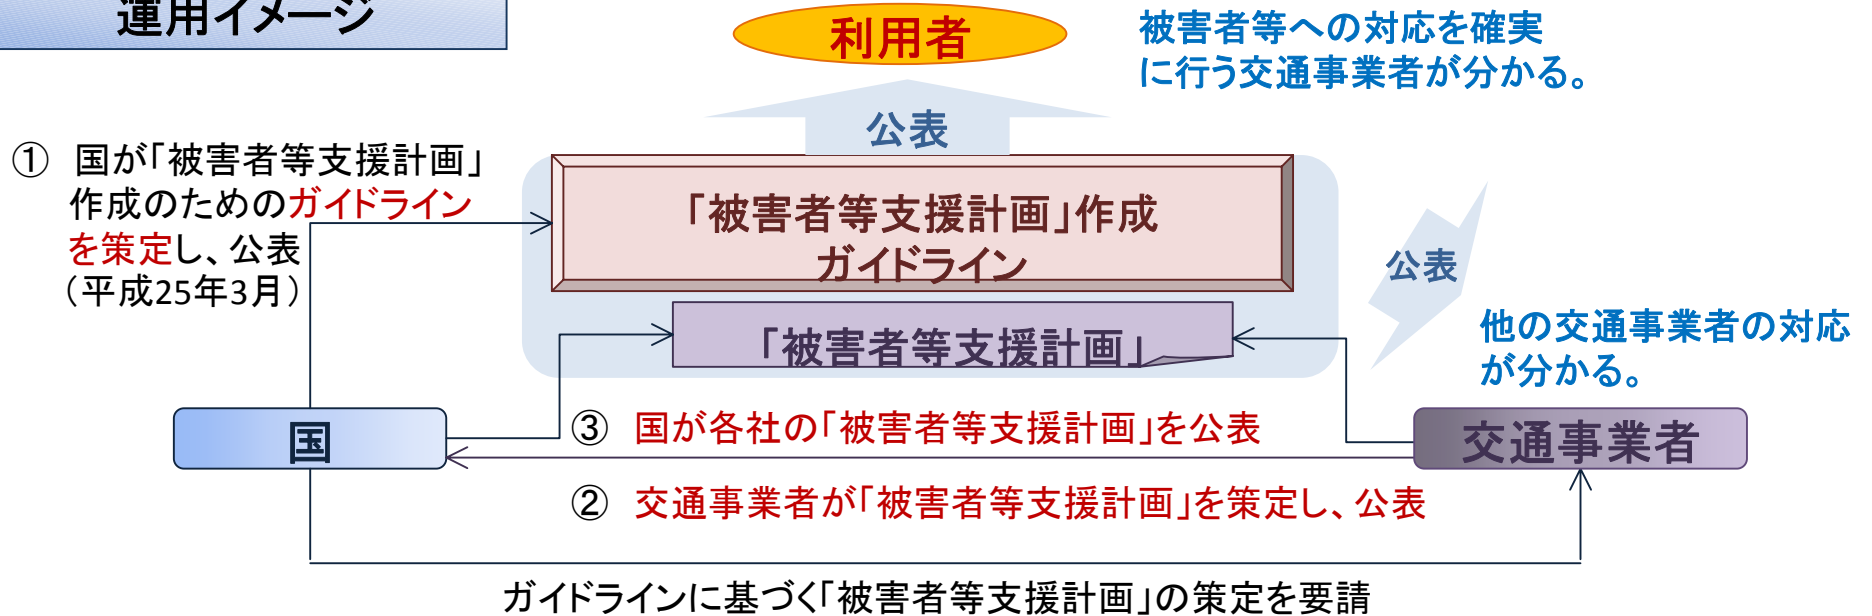 運用イメージ
利用者
被害者等への対応を確実
に行う交通事業者が分かる。
公表
① 国が「被害者等支援計画」
作成のためのガイドライン
を策定し、公表
（平成25年3月）
「被害者等支援計画」作成
ガイドライン
公表
「被害者等支援計画」
他の交通事業者の対応
が分かる。
国
③ 国が各社の「被害者等支援計画」を公表
交通事業者
② 交通事業者が「被害者等支援計画」を策定し、公表
ガイドラインに基づく「被害者等支援計画」の策定を要請